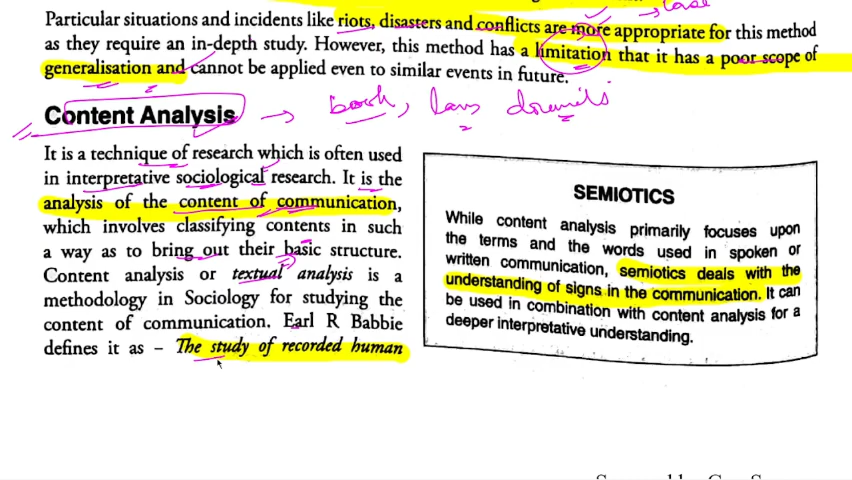 Particular situations and incidents like riots, disasters and conflicts are more appropriate for this method
as they require an in-depth study. However, this method has a limitation that it has a poor scope of
generalisation and cannot be applied even to similar events in future.
Content Analysis → book, laws
It is a technique of research which is often used
in interpretative sociological research. It is the
analysis of the content of communication,
which involves classifying contents in such
a way as to bring out their basic structure.
Content analysis or textual analysis is a
methodology in Sociology for studying the
content of communication. Earl R Babbie
defines it as – The study of recorded human
SEMIOTICS
While content analysis primarily focuses upon
the terms and the words used in spoken or
written communication, semiotics deals with the
understanding of signs in the communication. It can
be used in combination with content analysis for a
deeper interpretative understanding.